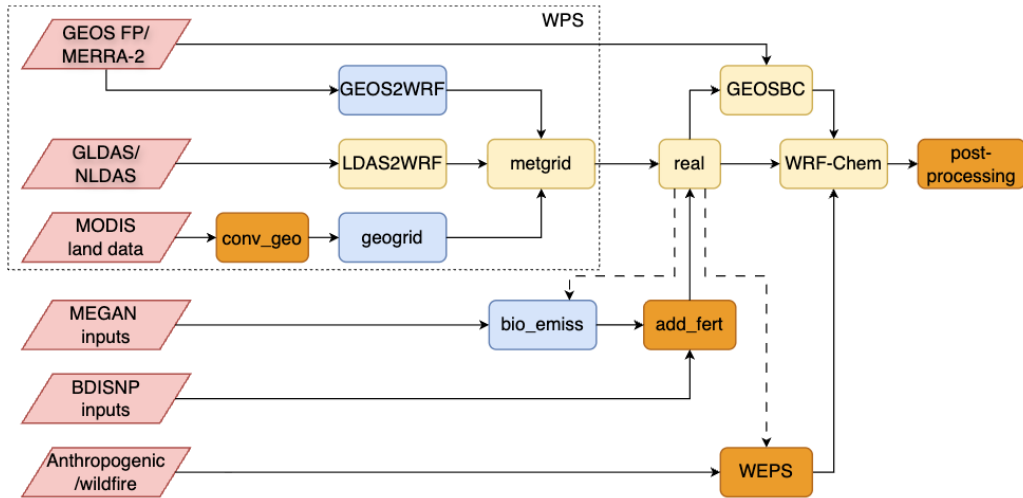 WPS
GEOS FP/
MERRA-2
GEOS2WRF
GEOSBC
GLDAS/
NLDAS
LDAS2WRF
metgrid
real
WRF-Chem
post-
processing
MODIS
land data
conv_geo
geogrid
MEGAN
inputs
bio_emiss
add_fert
BDISNP
inputs
Anthropogenic
/wildfire
WEPS